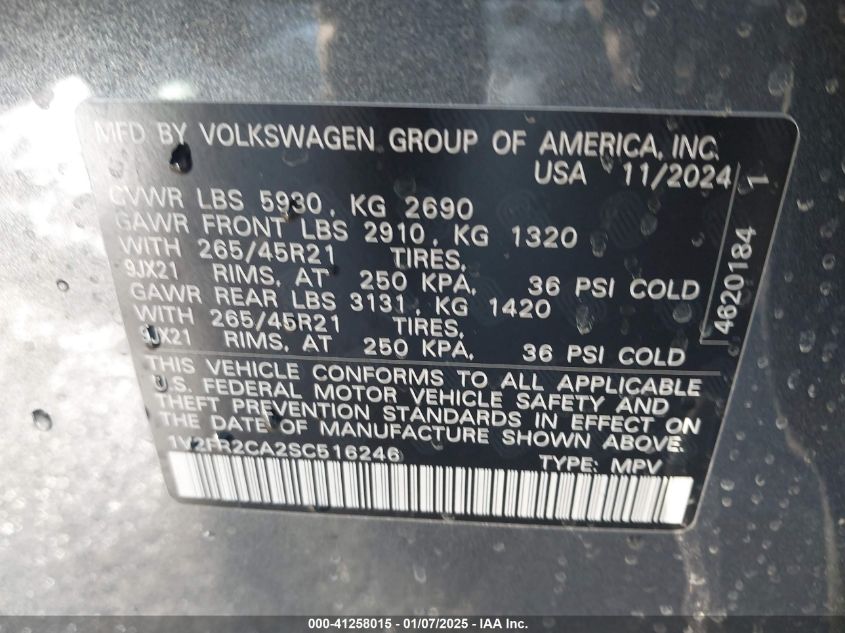 MFD BY VOLKSWAGEN GROUP OF AMERICA, INC.
USA 11/2024
GVWR LBS 5930, KG 2690
GAWR FRONT LBS 2910, KG 1320
WITH 265/45R21 TIRES,
9JX21 RIMS, AT 250 KPA, 36 PSI COLD
GAWR REAR LBS 3131, KG 1420
WITH 265/45R21 TIRES,
9JX21 RIMS, AT 250 KPA, 36 PSI COLD
4620184 1
THIS VEHICLE CONFORMS TO ALL APPLICABLE
U.S. FEDERAL MOTOR VEHICLE SAFETY AND
THEFT PREVENTION STANDARDS IN EFFECT ON
THE DATE OF MANUFACTURE SHOWN ABOVE.
1V2FR2CA2SC516246 TYPE: MPV
000-41258015 — 01/07/2025 — IAA Inc.